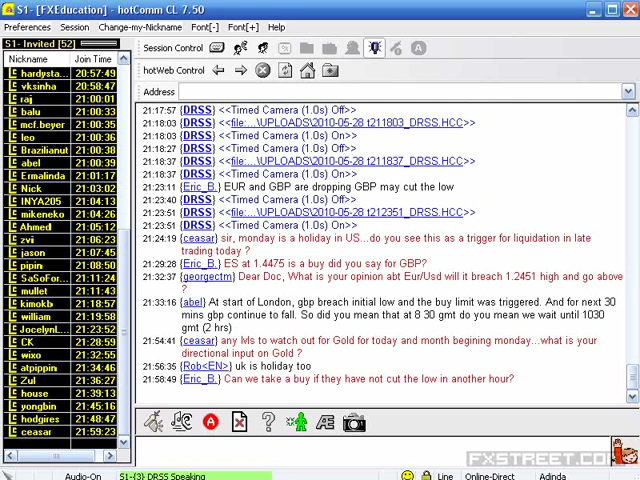 S1- [FXEducation] - hotComm CL 7.50
Preferences Session Change-my-Nickname Font[-] Font[+] Help
S1- Invited [52]
Session Control
Nickname Join Time
hotWeb Control
Address
hardysta... 20:57:49
vksinha 20:58:47
raj 21:00:01
balu 21:00:33
mcf.beyer 21:00:35
leo 21:00:36
Brazilianut 21:00:38
abel 21:00:39
Ermalinda 21:01:17
Nick 21:03:02
INYA205 21:04:13
mikeneko 21:04:26
Ahmed 21:05:12
zvi 21:06:23
jason 21:07:45
pipin 21:08:50
SaSoFor... 21:11:24
mullet 21:11:43
kimokb 21:18:57
william 21:19:58
JocelynL... 21:23:52
CK 21:28:59
wixo 21:32:55
atpippin 21:34:46
Zul 21:36:27
house 21:39:13
yongbin 21:45:16
hodgires 21:48:47
ceasar 21:59:23
21:17:57 {DRSS} <<Timed Camera (1.0s) Off>>
21:18:03 {DRSS} <<file:...\UPLOADS\2010-05-28 t211803_DRSS.HCC>>
21:18:03 {DRSS} <<Timed Camera (1.0s) On>>
21:18:27 {DRSS} <<Timed Camera (1.0s) Off>>
21:18:37 {DRSS} <<file:...\UPLOADS\2010-05-28 t211837_DRSS.HCC>>
21:18:37 {DRSS} <<Timed Camera (1.0s) On>>
21:23:11 {Eric_B.} EUR and GBP are dropping GBP may cut the low
21:23:40 {DRSS} <<Timed Camera (1.0s) Off>>
21:23:51 {DRSS} <<file:...\UPLOADS\2010-05-28 t212351_DRSS.HCC>>
21:23:51 {DRSS} <<Timed Camera (1.0s) On>>
21:24:19 {ceasar} sir, monday is a holiday in US...do you see this as a trigger for liquidation in late
trading today ?
21:29:28 {Eric_B.} ES at 1.4475 is a buy did you say for GBP?
21:32:37 {georgectm} Dear Doc, What is your opinion abt Eur/Usd will it breach 1.2451 high and go above
?
21:33:16 {abel} At start of London, gbp breach initial low and the buy limit was triggered. And for next 30
mins gbp continue to fall. So did you mean that at 8 30 gmt do you mean we wait until 1030
gmt (2 hrs)
21:54:41 {ceasar} any lvls to watch out for Gold for today and month begining monday...what is your
directional input on Gold ?
21:56:35 {Rob<EN>} uk is holiday too
21:58:49 {Eric_B.} Can we take a buy if they have not cut the low in another hour?
FXSTREET.CO
Audio-On S1-{3} DRSS Speaking Line Online-Direct Adinda